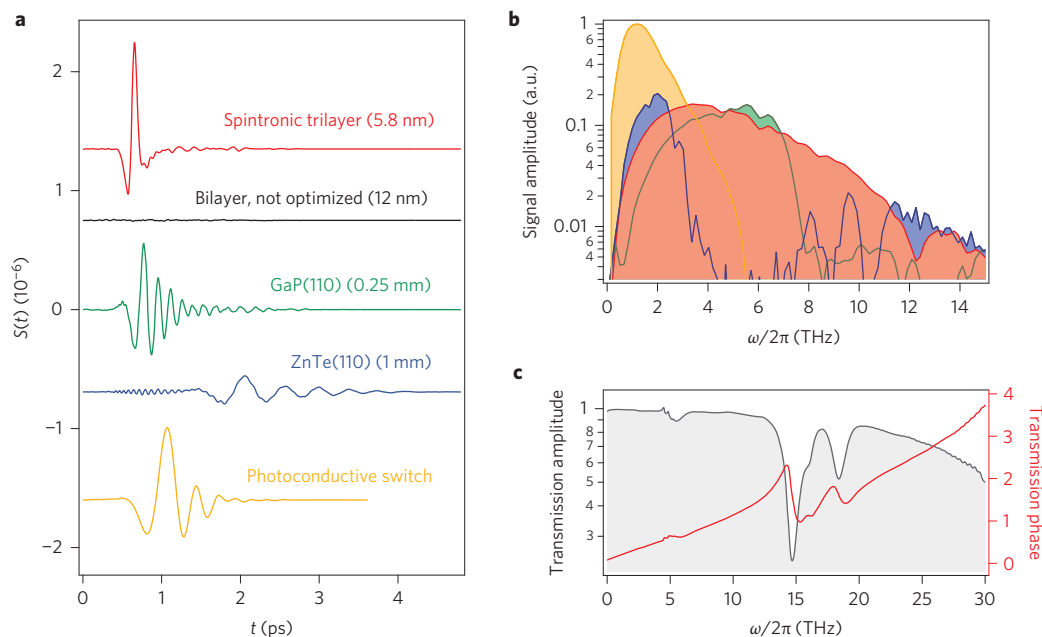 a
S(t) (10⁻⁶)
2
1
0
−1
−2
Spintronic trilayer (5.8 nm)
Bilayer, not optimized (12 nm)
GaP(110) (0.25 mm)
ZnTe(110) (1 mm)
Photoconductive switch
0 1 2 3 4
t (ps)
b
Signal amplitude (a.u.)
1
6
4
2
0.1
6
4
2
0.01
6
4
0 2 4 6 8 10 12 14
ω/2π (THz)
c
Transmission amplitude
1
8
7
6
5
4
3
Transmission phase
4
3
2
1
0
0 5 10 15 20 25 30
ω/2π (THz)